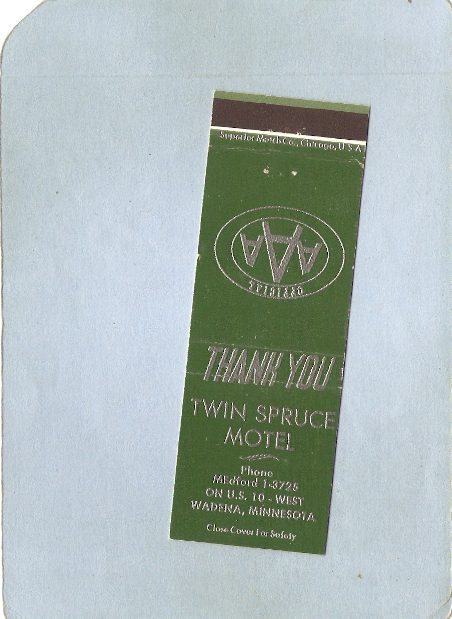 Superior Match Co., Chicago, U S A
AAA
OFFICIAL
THANK YOU !
TWIN SPRUCE
MOTEL
Phone
MEdford 1-3725
ON U.S. 10 - WEST
WADENA, MINNESOTA
Close Cover For Safety